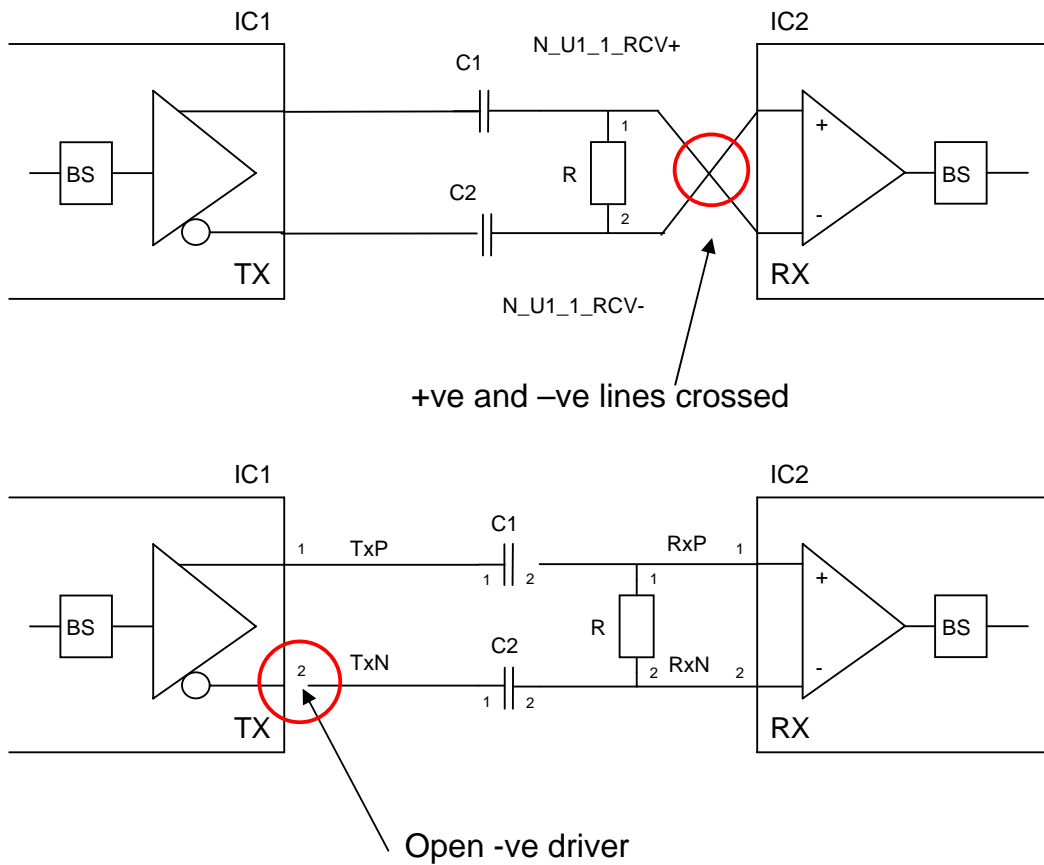 IC1
IC2
N_U1_1_RCV+
C1
1
+
BS
R
BS
C2
2
-
TX
RX
N_U1_1_RCV-
+ve and –ve lines crossed
IC1
IC2
C1
1
TxP
RxP
1
1
2
1
+
BS
R
BS
C2
2
TxN
2
RxN
2
-
1
2
TX
RX
Open -ve driver